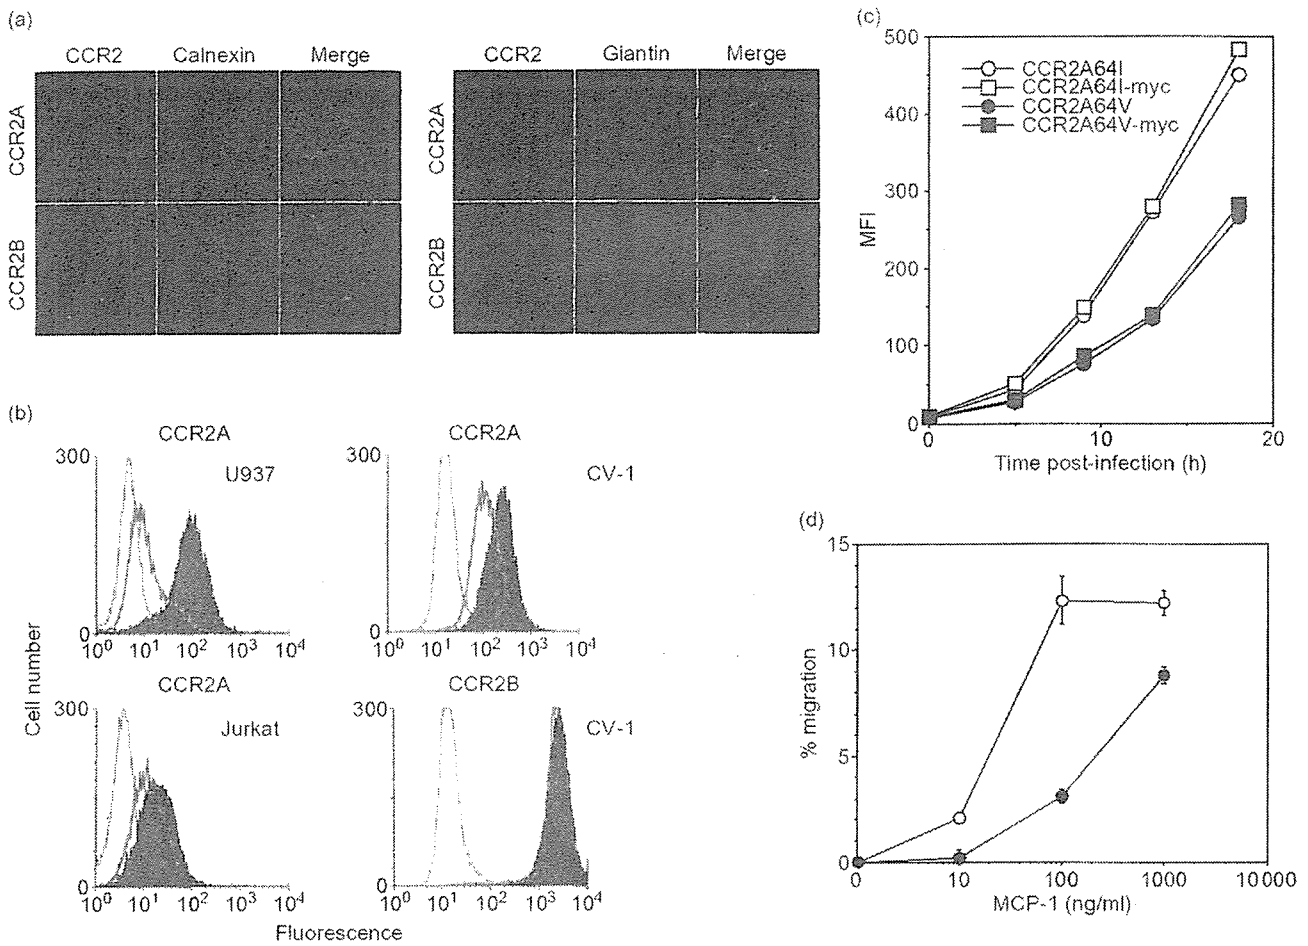 (a)
CCR2 Calnexin Merge
CCR2A
CCR2B
CCR2 Giantin Merge
CCR2A
CCR2B
(b)
CCR2A
U937
300
0
10^0 10^1 10^2 10^3 10^4
CCR2A
CV-1
300
0
10^0 10^1 10^2 10^3 10^4
CCR2A
Jurkat
300
0
10^0 10^1 10^2 10^3 10^4
CCR2B
CV-1
300
0
10^0 10^1 10^2 10^3 10^4
Cell number
Fluorescence
(c)
500
400
300
200
100
0
MFI
CCR2A64I
CCR2A64I-myc
CCR2A64V
CCR2A64V-myc
0 10 20
Time post-infection (h)
(d)
15
10
5
0
% migration
0 10 100 1000 10000
MCP-1 (ng/ml)